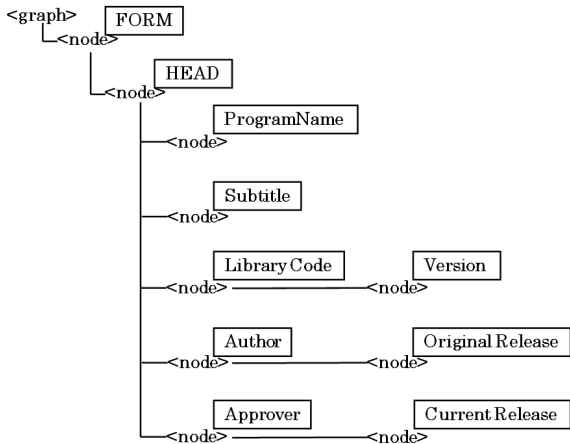 <graph> FORM
<node>
HEAD
<node>
ProgramName
<node>
Subtitle
<node>
Library Code Version
<node> <node>
Author Original Release
<node> <node>
Approver Current Release
<node> <node>